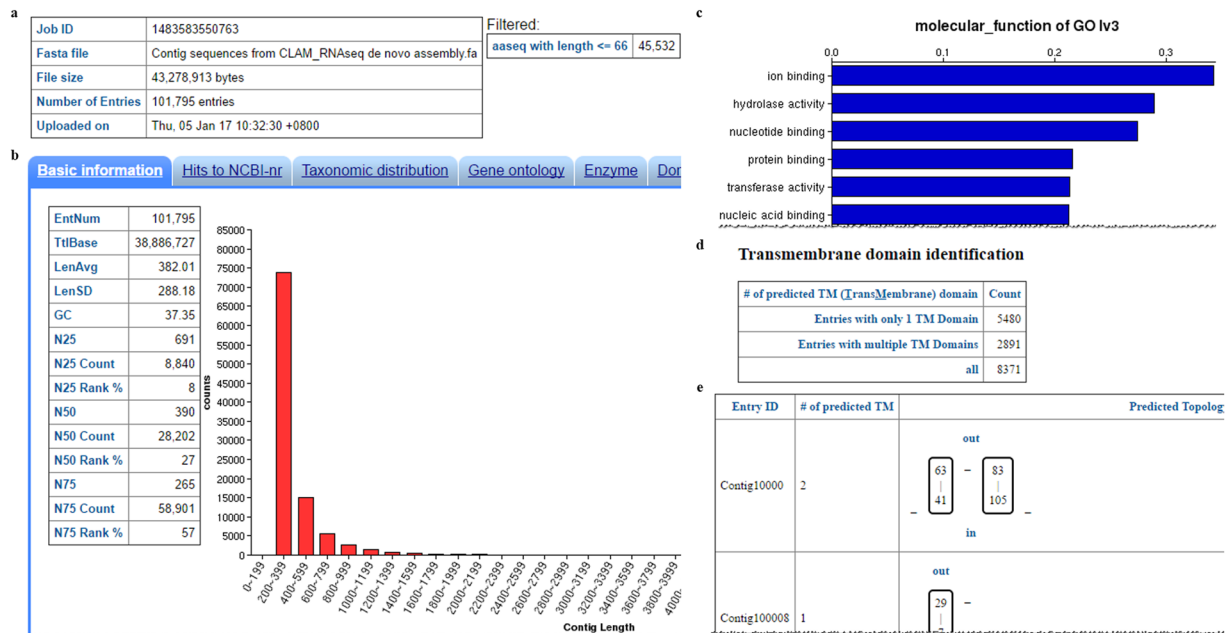 a
Job ID 1483583550763
Fasta file Contig sequences from CLAM_RNAseq de novo assembly.fa
File size 43,278,913 bytes
Number of Entries 101,795 entries
Uploaded on Thu, 05 Jan 17 10:32:30 +0800
Filtered:
aaseq with length <= 66 45,532
b
Basic information Hits to NCBI-nr Taxonomic distribution Gene ontology Enzyme Dor
EntNum 101,795
TtlBase 38,886,727
LenAvg 382.01
LenSD 288.18
GC 37.35
N25 691
N25 Count 8,840
N25 Rank % 8
N50 390
N50 Count 28,202
N50 Rank % 27
N75 265
N75 Count 58,901
N75 Rank % 57
counts
85000
80000
75000
70000
65000
60000
55000
50000
45000
40000
35000
30000
25000
20000
15000
10000
5000
0
0~199
200~399
400~599
600~799
800~999
1000~1199
1200~1399
1400~1599
1600~1799
1800~1999
2000~2199
2200~2399
2400~2599
2600~2799
2800~2999
3000~3199
3200~3399
3400~3599
3600~3799
3800~3999
4000~
Contig Length
c
molecular_function of GO lv3
0.0 0.1 0.2 0.3
ion binding
hydrolase activity
nucleotide binding
protein binding
transferase activity
nucleic acid binding
d
Transmembrane domain identification
# of predicted TM (TransMembrane) domain Count
Entries with only 1 TM Domain 5480
Entries with multiple TM Domains 2891
all 8371
e
Entry ID # of predicted TM Predicted Topology
Contig10000 2
out
63 – 83
| |
41 105
– –
in
Contig100008 1
out
29 –
|